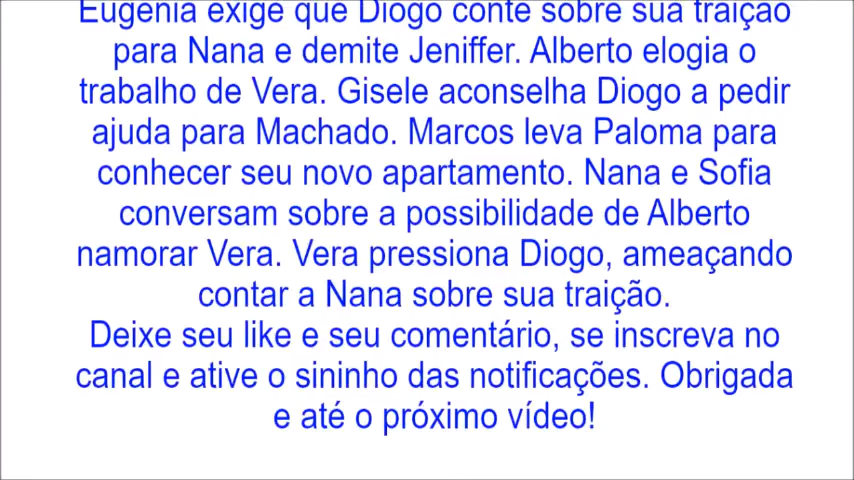 Eugênia exige que Diogo conte sobre sua traição
para Nana e demite Jeniffer. Alberto elogia o
trabalho de Vera. Gisele aconselha Diogo a pedir
ajuda para Machado. Marcos leva Paloma para
conhecer seu novo apartamento. Nana e Sofia
conversam sobre a possibilidade de Alberto
namorar Vera. Vera pressiona Diogo, ameaçando
contar a Nana sobre sua traição.
Deixe seu like e seu comentário, se inscreva no
canal e ative o sininho das notificações. Obrigada
e até o próximo vídeo!